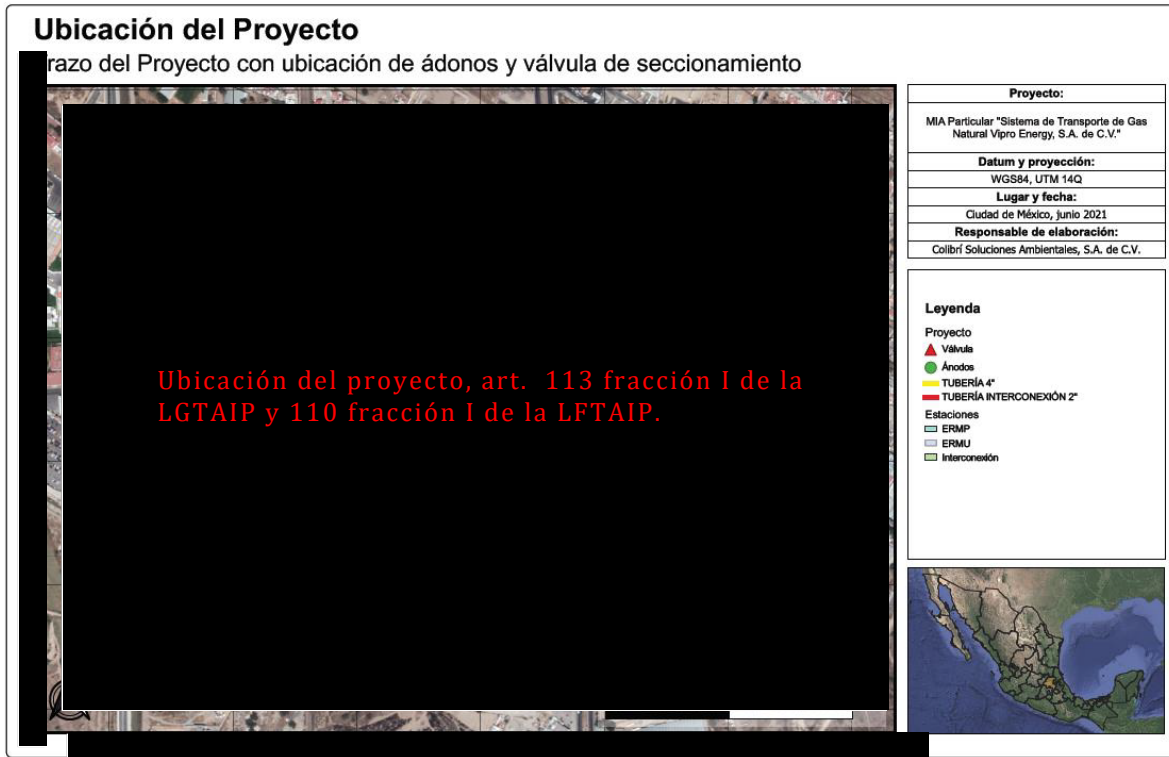 Ubicación del Proyecto
razo del Proyecto con ubicación de ádonos y válvula de seccionamiento
Proyecto:
MIA Particular "Sistema de Transporte de Gas
Natural Vipro Energy, S.A. de C.V."
Datum y proyección:
WGS84, UTM 14Q
Lugar y fecha:
Ciudad de México, junio 2021
Responsable de elaboración:
Colibrí Soluciones Ambientales, S.A. de C.V.
Ubicación del proyecto, art. 113 fracción I de la
LGTAIP y 110 fracción I de la LFTAIP.
Leyenda
Proyecto
Válvula
Ánodos
TUBERÍA 4"
TUBERÍA INTERCONEXIÓN 2"
Estaciones
ERMP
ERMU
Interconexión